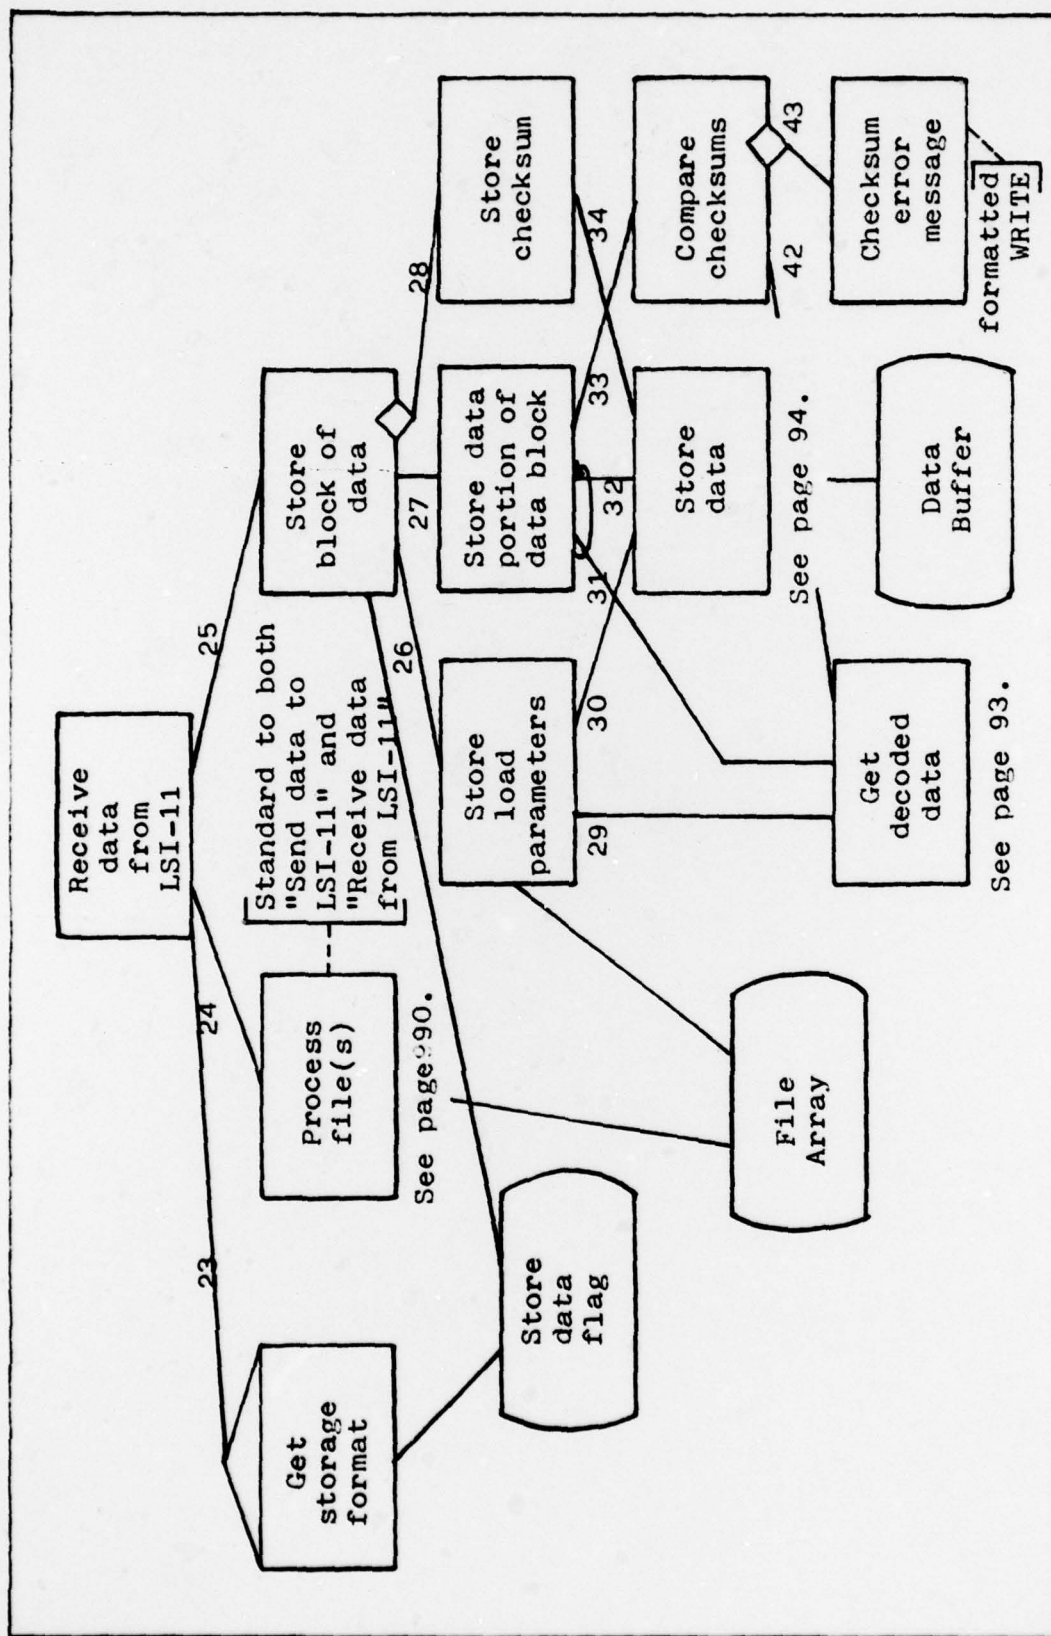 Receive
data
from
LSI-11
23
24
25
Get
storage
format
Process
file(s)
Standard to both
"Send data to
LSI-11" and
"Receive data
from LSI-11"
Store
block of
data
See page 90.
26
27
28
Store
data
flag
Store
load
parameters
Store data
portion of
data block
Store
checksum
29
30
31
32
33
34
File
Array
Store
data
Compare
checksums
See page 94.
42
43
Get
decoded
data
Data
Buffer
Checksum
error
message
See page 93.
formatted
WRITE